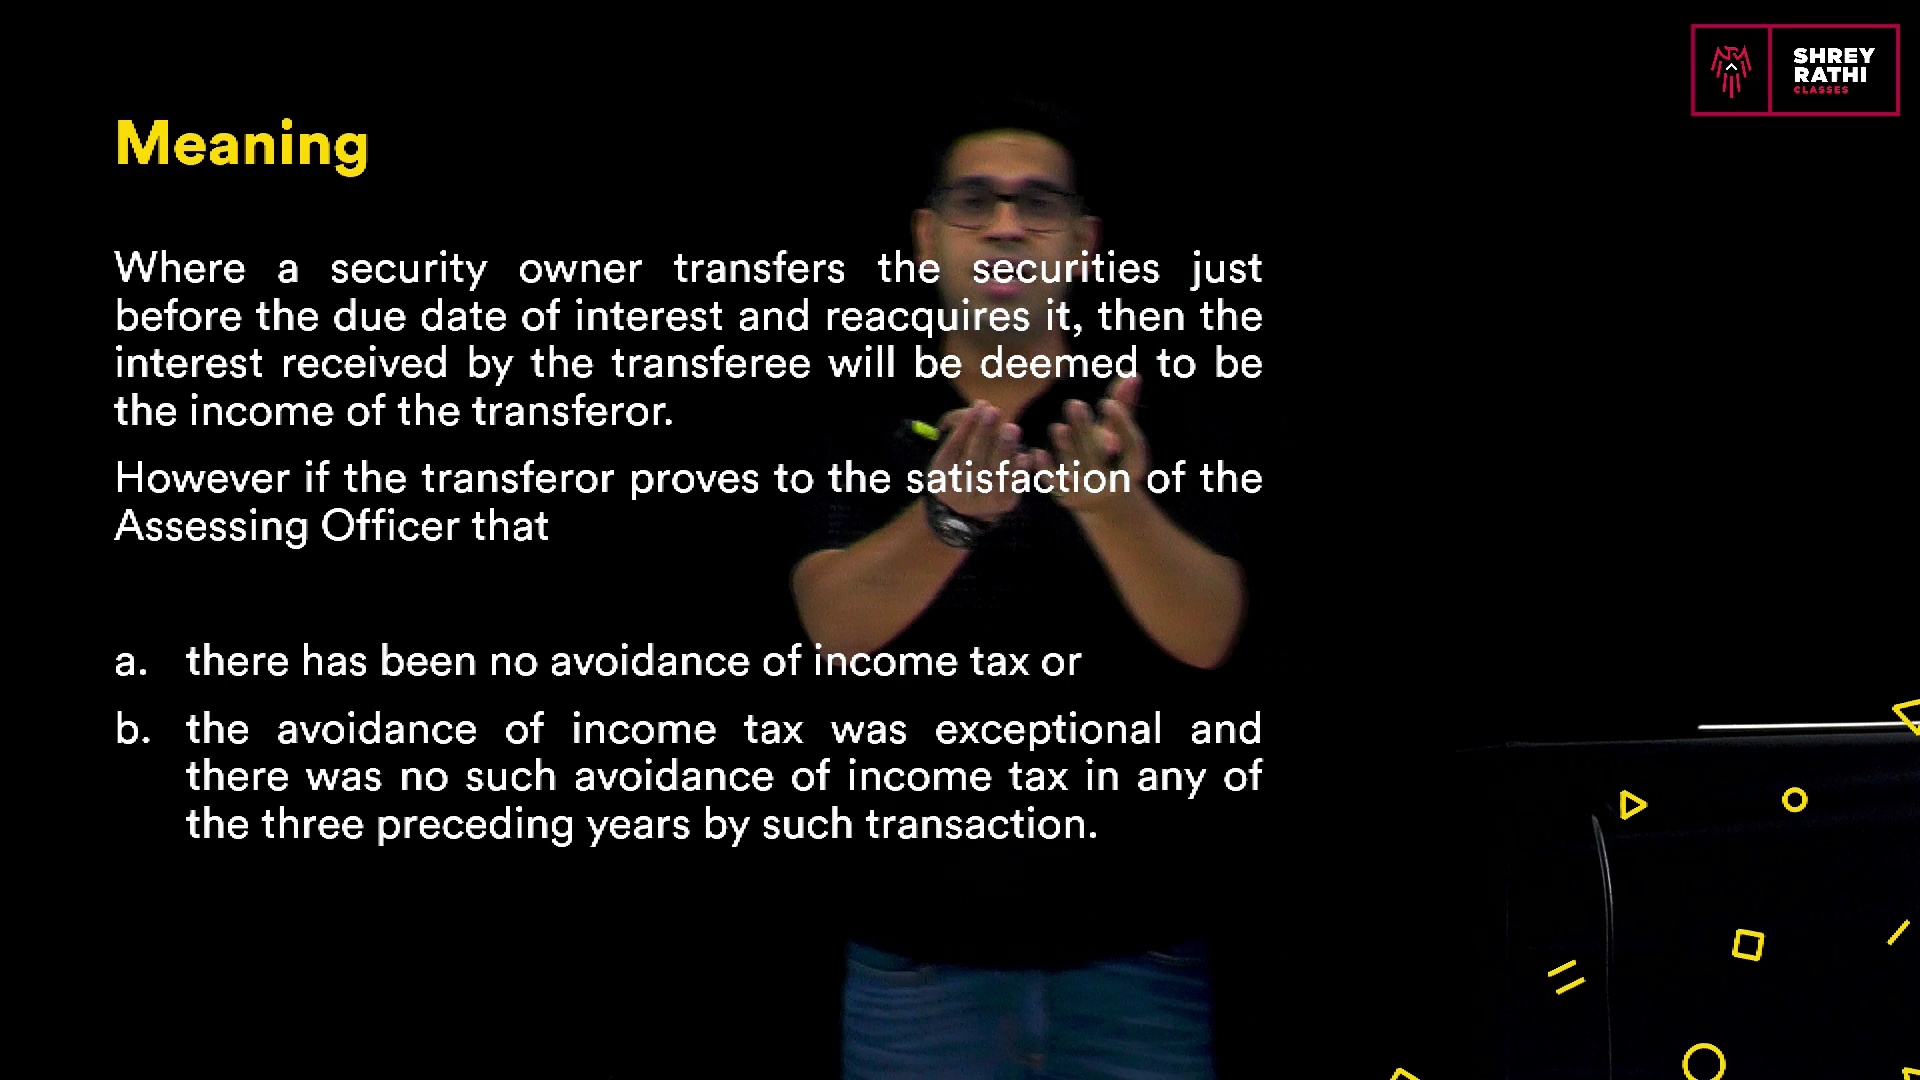 SHREY
RATHI
CLASSES
Meaning
Where a security owner transfers the securities just
before the due date of interest and reacquires it, then the
interest received by the transferee will be deemed to be
the income of the transferor.
However if the transferor proves to the satisfaction of the
Assessing Officer that
a. there has been no avoidance of income tax or
b. the avoidance of income tax was exceptional and
there was no such avoidance of income tax in any of
the three preceding years by such transaction.